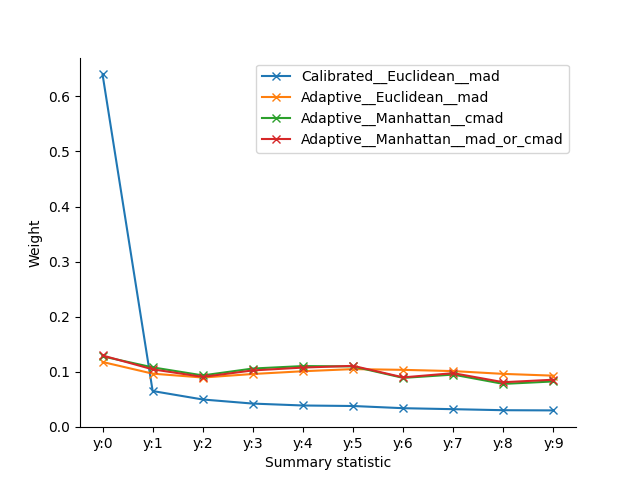 Calibrated__Euclidean__mad
Adaptive__Euclidean__mad
Adaptive__Manhattan__cmad
Adaptive__Manhattan__mad_or_cmad
Weight
0.6
0.5
0.4
0.3
0.2
0.1
0.0
y:0 y:1 y:2 y:3 y:4 y:5 y:6 y:7 y:8 y:9
Summary statistic